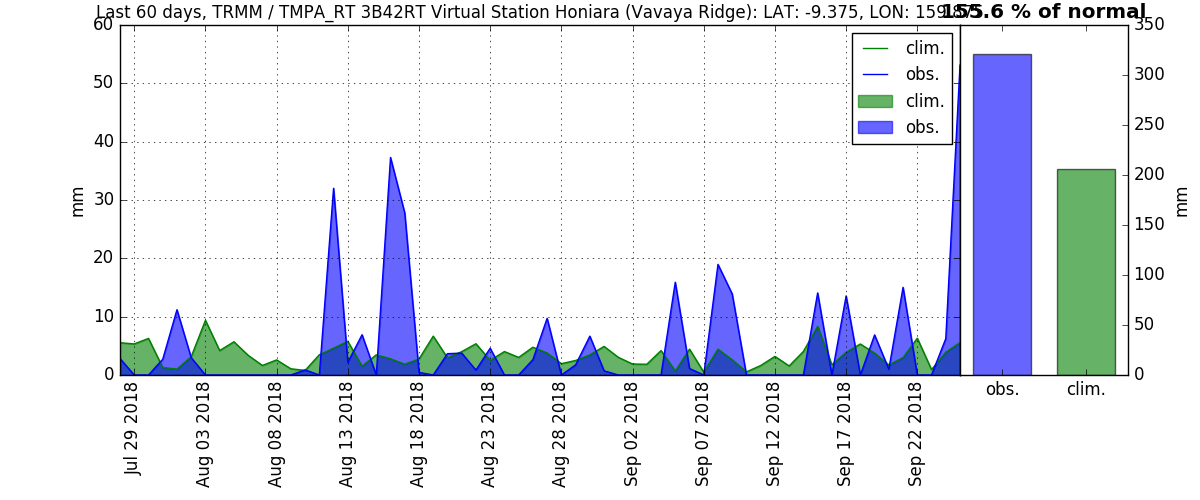 Last 60 days, TRMM / TMPA_RT 3B42RT Virtual Station Honiara (Vavaya Ridge): LAT: -9.375, LON:
155.6 % of normal
mm
60
50
40
30
20
10
0
clim.
obs.
clim.
obs.
Jul 29 2018
Aug 03 2018
Aug 08 2018
Aug 13 2018
Aug 18 2018
Aug 23 2018
Aug 28 2018
Sep 02 2018
Sep 07 2018
Sep 12 2018
Sep 17 2018
Sep 22 2018
350
300
250
200
150
100
50
0
mm
obs.
clim.